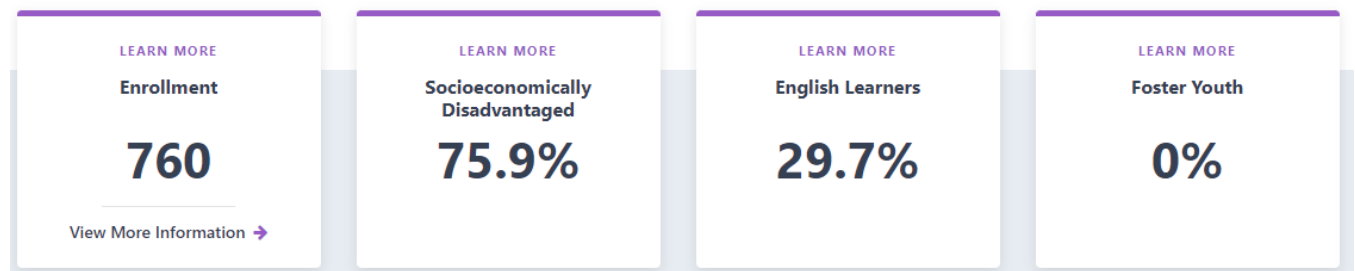 LEARN MORE
Enrollment
760
View More Information
LEARN MORE
Socioeconomically
Disadvantaged
75.9%
LEARN MORE
English Learners
29.7%
LEARN MORE
Foster Youth
0%